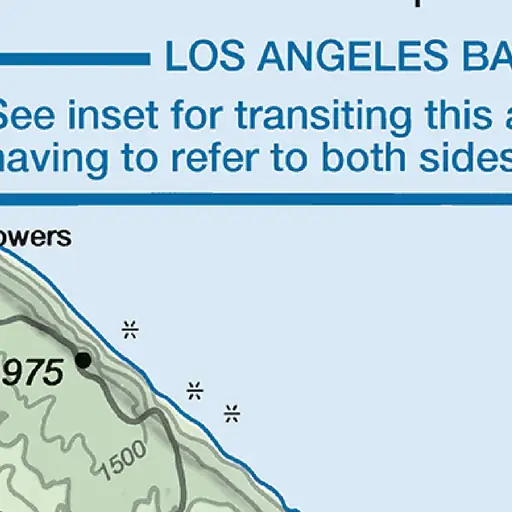 LOS ANGELES BA
See inset for transiting this a
having to refer to both sides
owers
975
1500